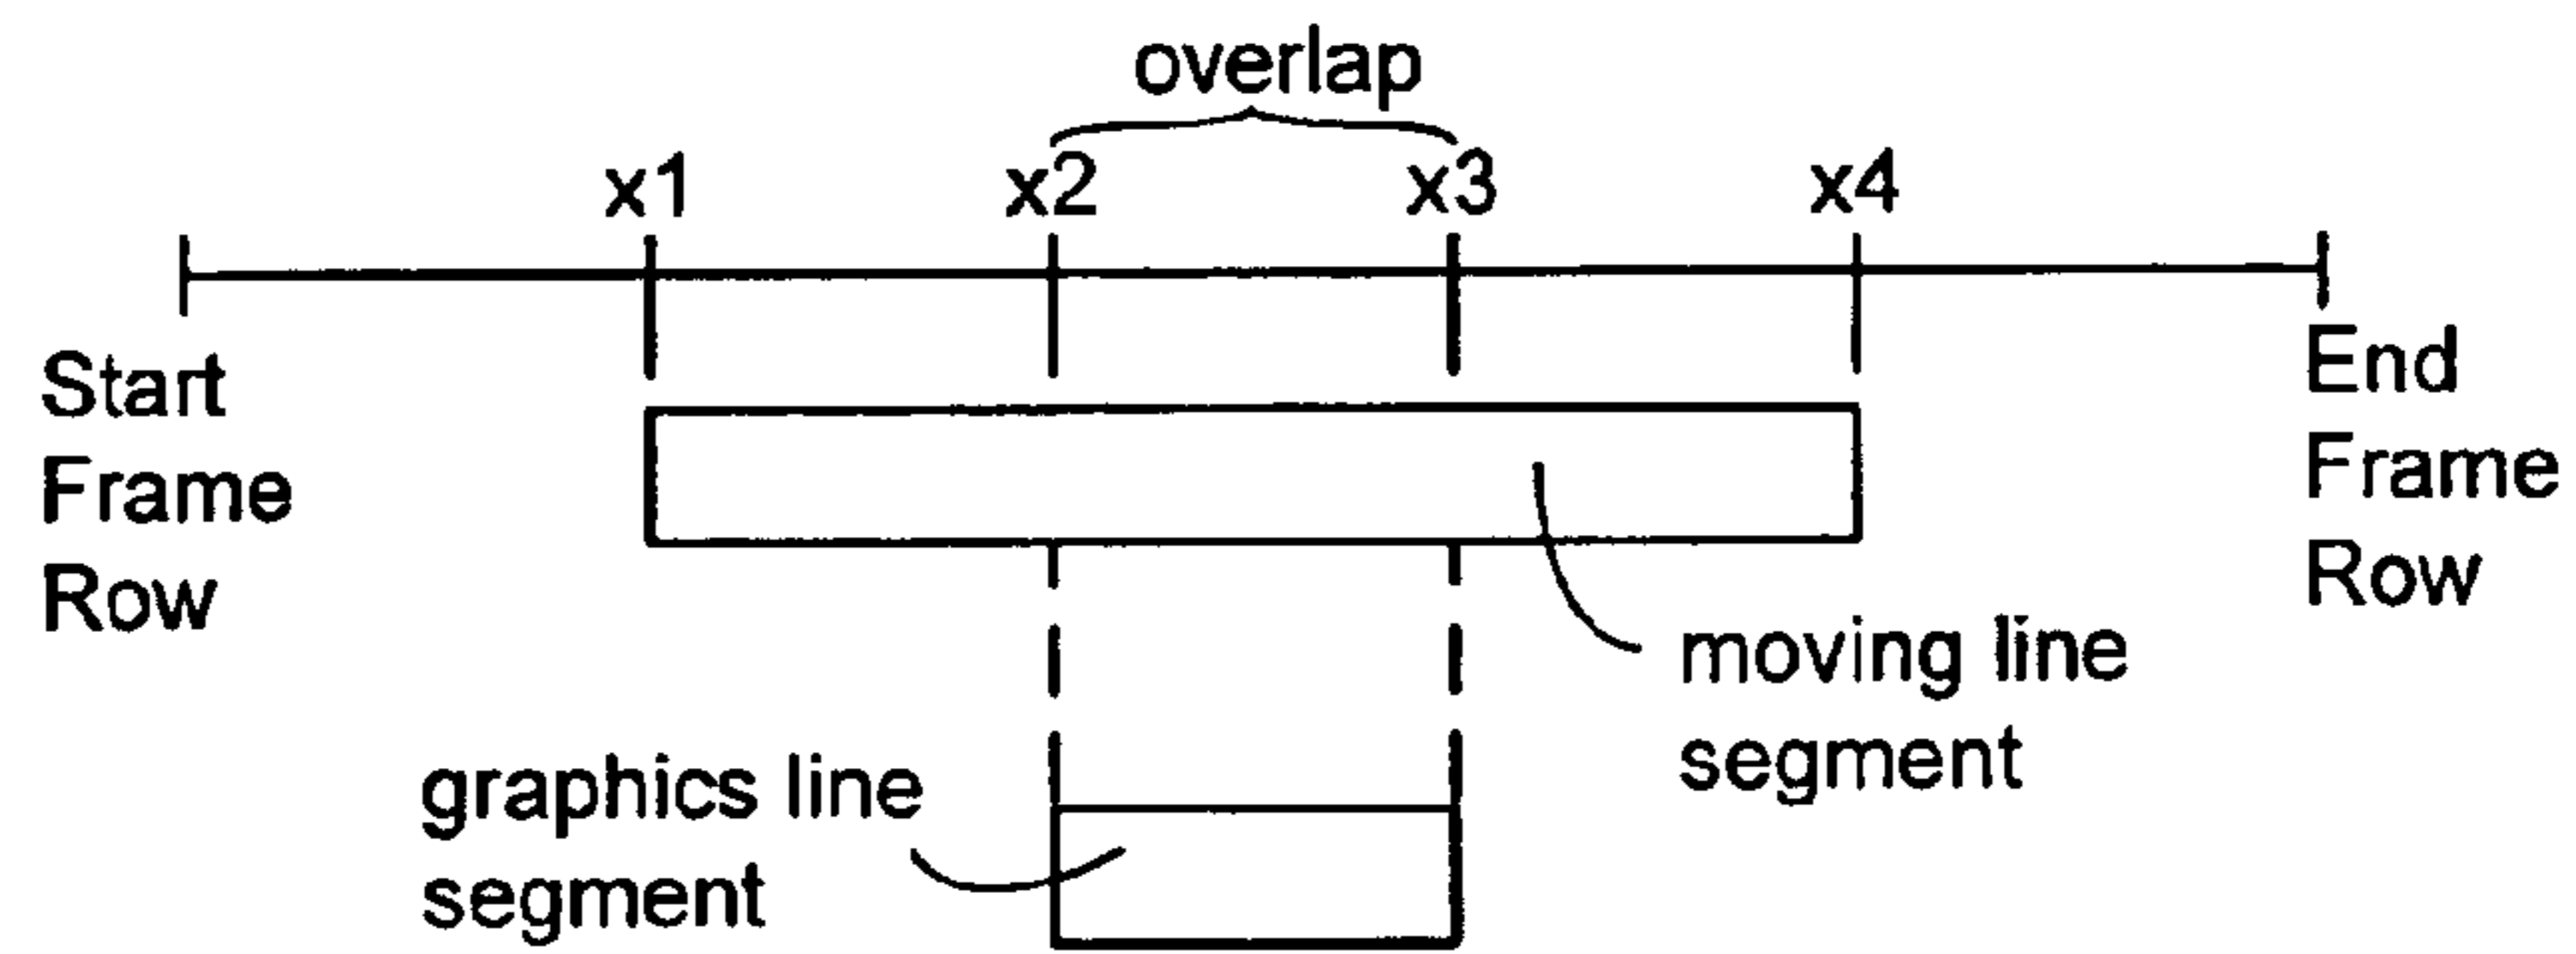 overlap
x1 x2 x3 x4
Start
Frame
Row
End
Frame
Row
moving line
segment
graphics line
segment